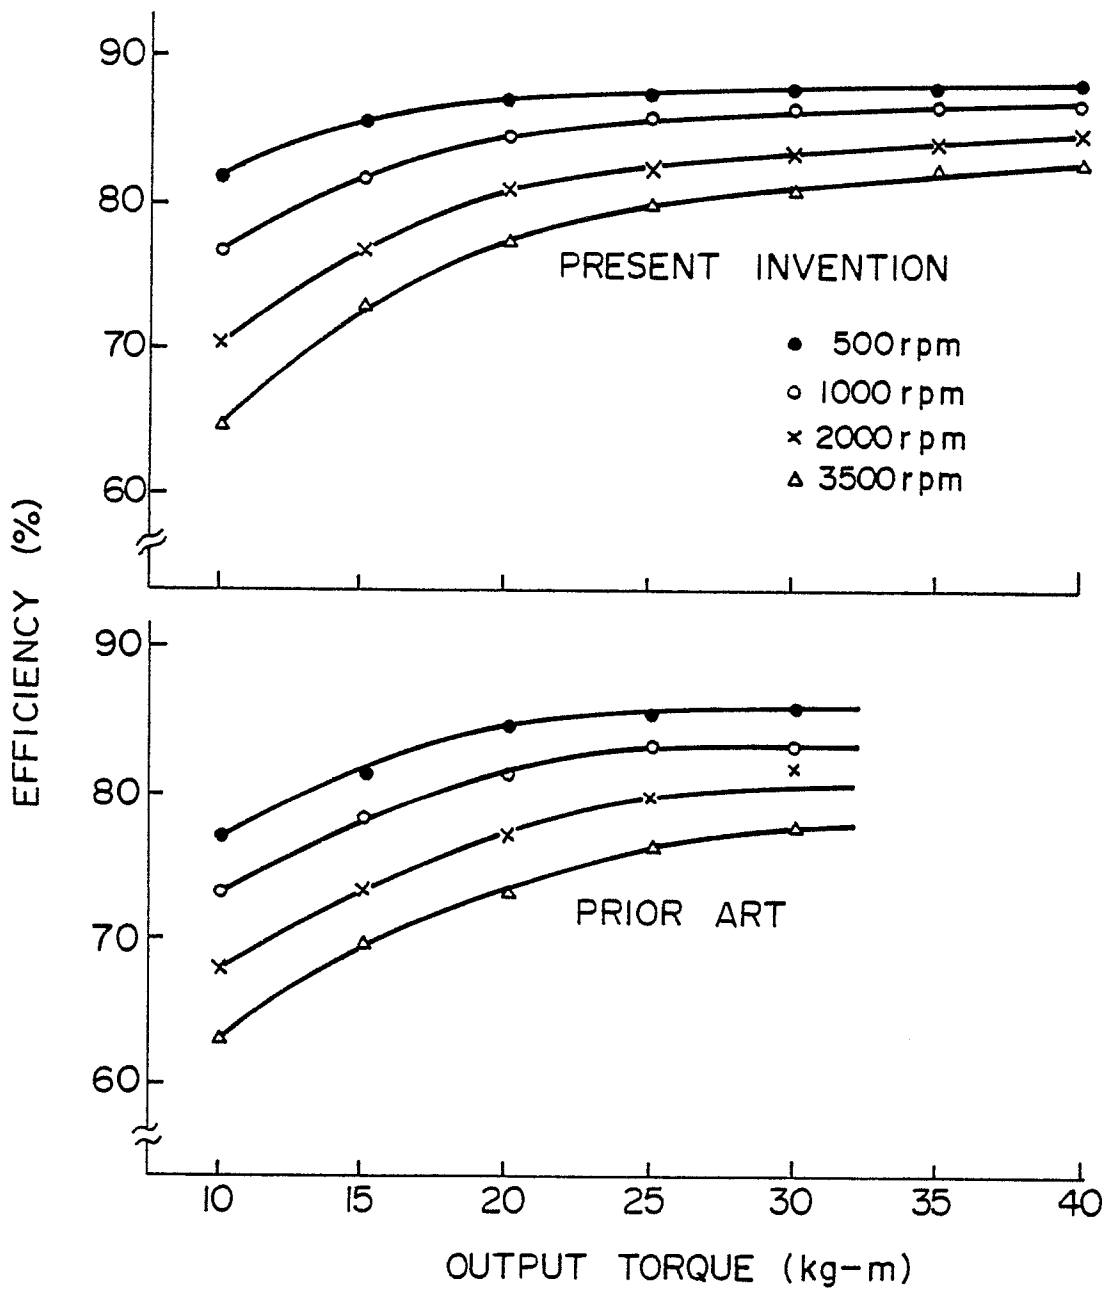 90
80
PRESENT INVENTION
70
● 500rpm
○ 1000rpm
× 2000rpm
△ 3500rpm
60
EFFICIENCY (%)
90
80
PRIOR ART
70
60
10 15 20 25 30 35 40
OUTPUT TORQUE (kg-m)